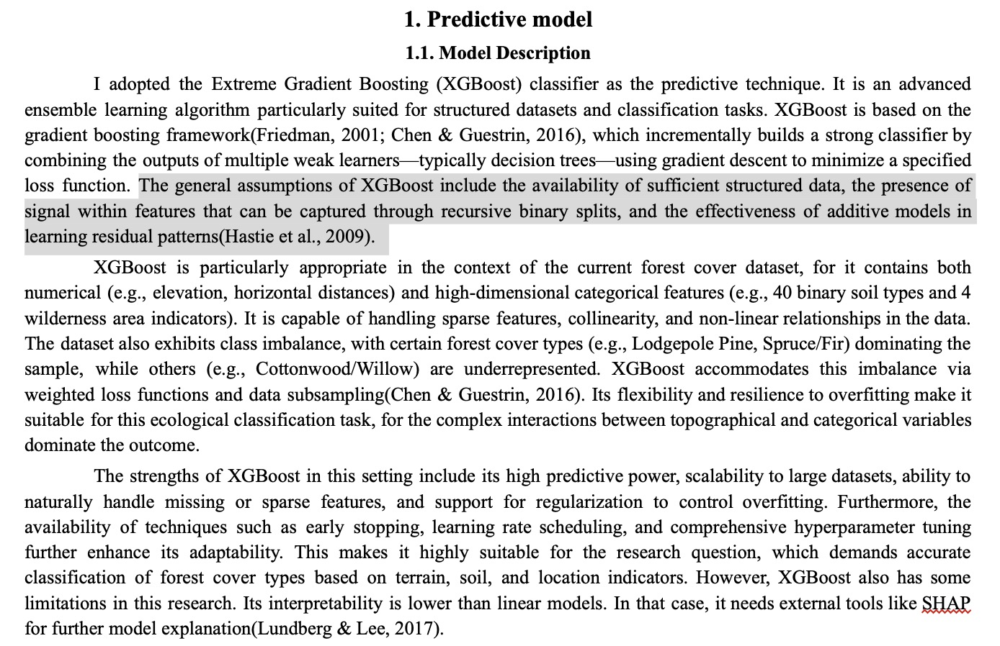 1. Predictive model
1.1. Model Description
I adopted the Extreme Gradient Boosting (XGBoost) classifier as the predictive technique. It is an advanced
ensemble learning algorithm particularly suited for structured datasets and classification tasks. XGBoost is based on the
gradient boosting framework(Friedman, 2001; Chen & Guestrin, 2016), which incrementally builds a strong classifier by
combining the outputs of multiple weak learners—typically decision trees—using gradient descent to minimize a specified
loss function. The general assumptions of XGBoost include the availability of sufficient structured data, the presence of
signal within features that can be captured through recursive binary splits, and the effectiveness of additive models in
learning residual patterns(Hastie et al., 2009).
XGBoost is particularly appropriate in the context of the current forest cover dataset, for it contains both
numerical (e.g., elevation, horizontal distances) and high-dimensional categorical features (e.g., 40 binary soil types and 4
wilderness area indicators). It is capable of handling sparse features, collinearity, and non-linear relationships in the data.
The dataset also exhibits class imbalance, with certain forest cover types (e.g., Lodgepole Pine, Spruce/Fir) dominating the
sample, while others (e.g., Cottonwood/Willow) are underrepresented. XGBoost accommodates this imbalance via
weighted loss functions and data subsampling(Chen & Guestrin, 2016). Its flexibility and resilience to overfitting make it
suitable for this ecological classification task, for the complex interactions between topographical and categorical variables
dominate the outcome.
The strengths of XGBoost in this setting include its high predictive power, scalability to large datasets, ability to
naturally handle missing or sparse features, and support for regularization to control overfitting. Furthermore, the
availability of techniques such as early stopping, learning rate scheduling, and comprehensive hyperparameter tuning
further enhance its adaptability. This makes it highly suitable for the research question, which demands accurate
classification of forest cover types based on terrain, soil, and location indicators. However, XGBoost also has some
limitations in this research. Its interpretability is lower than linear models. In that case, it needs external tools like SHAP
for further model explanation(Lundberg & Lee, 2017).